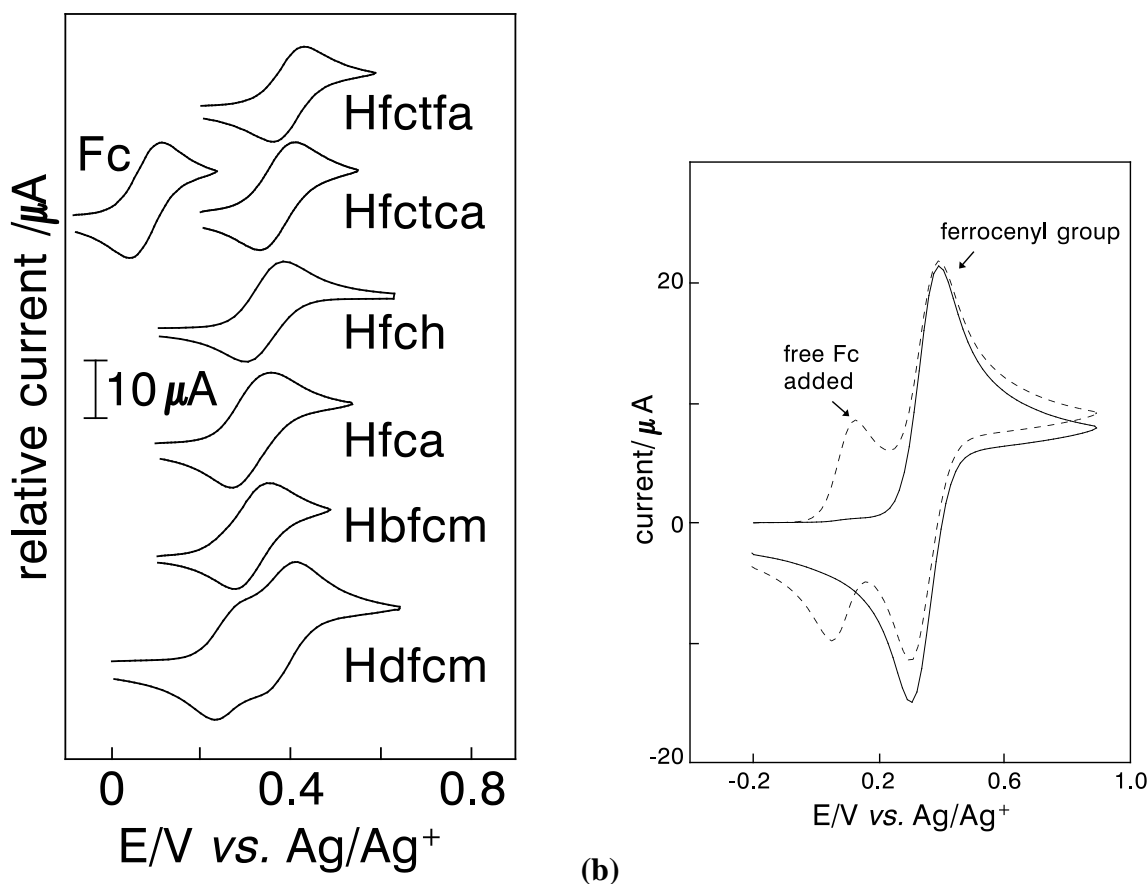 Hfctfa
Fc
Hfctca
Hfch
10 μA
Hfca
Hbfcm
Hdfcm
relative current /μA
0
0.4
0.8
E/V vs. Ag/Ag⁺
(b)
ferrocenyl group
free Fc
added
20
10
0
-20
current/μA
-0.2
0.2
0.6
1.0
E/V vs. Ag/Ag⁺